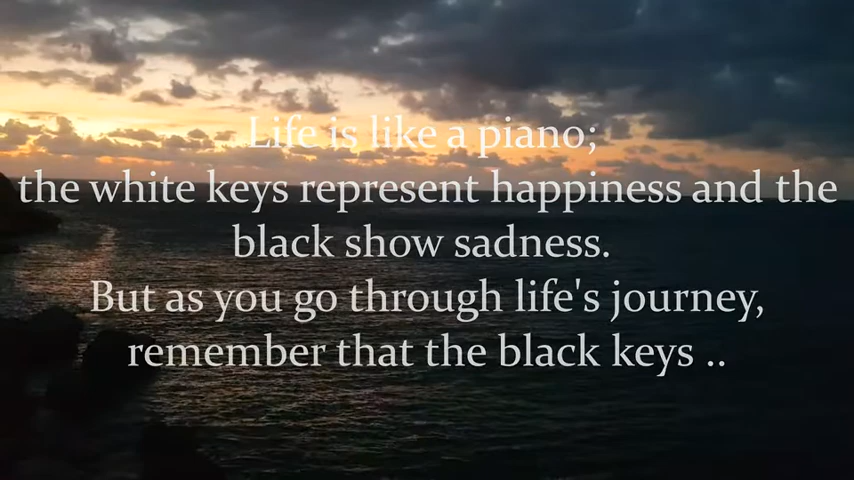 Life is like a piano;
the white keys represent happiness and the
black show sadness.
But as you go through life's journey,
remember that the black keys ..